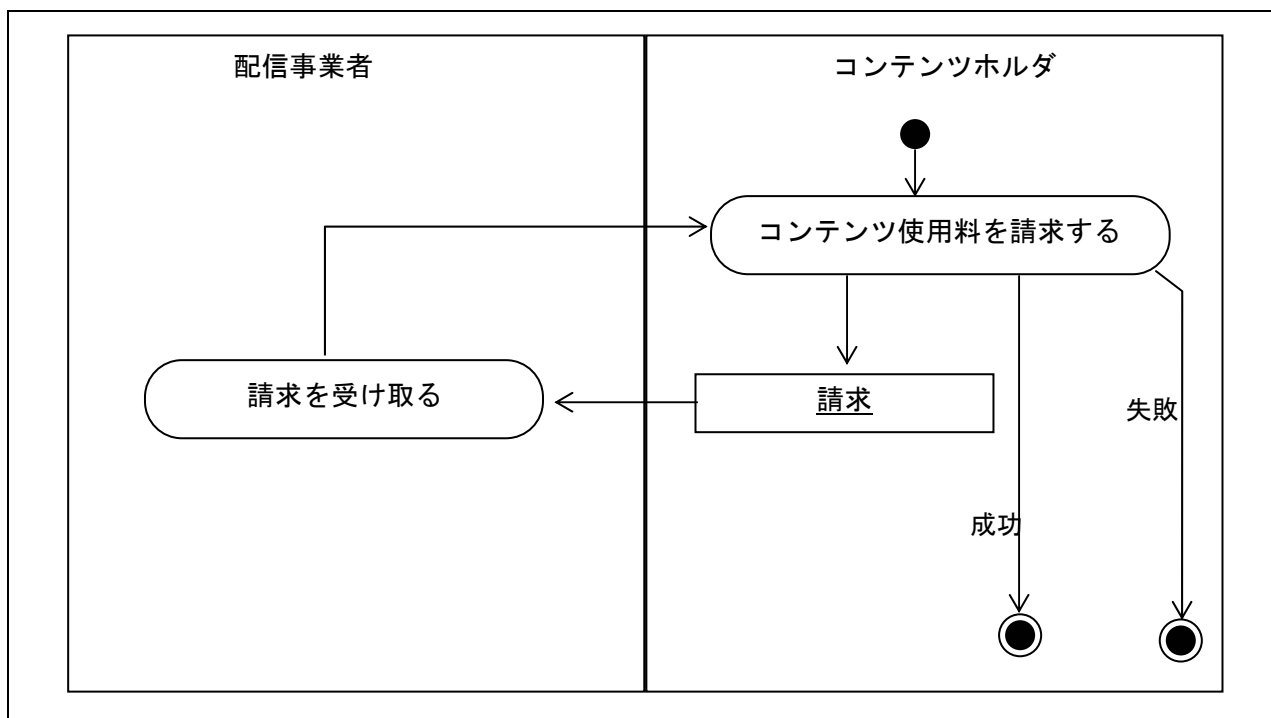 配信事業者
コンテンツホルダ
コンテンツ使用料を請求する
請求を受け取る
請求
失敗
成功